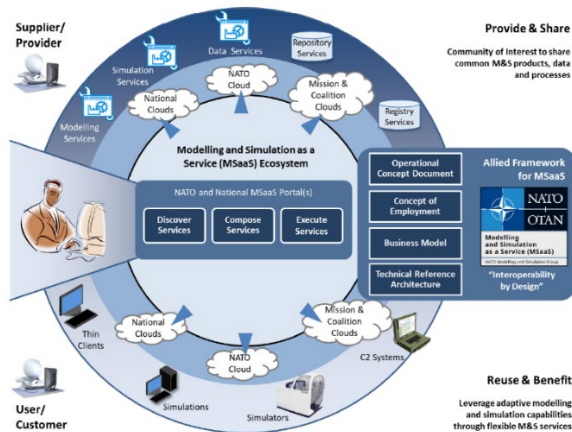 Supplier/
Provider
Provide & Share
Community of Interest to share
common M&S products, data
and processes
Data Services
Repository
Services
Simulation
Services
Registry
Services
Modelling
Services
National
Clouds
NATO
Cloud
Mission &
Coalition
Clouds
Modelling and Simulation as a
Service (MSaaS) Ecosystem
NATO and National MSaaS Portal(s)
Discover
Services
Compose
Services
Execute
Services
Operational
Concept Document
Concept of
Employment
Business Model
Technical Reference
Architecture
Allied Framework
for MSaaS
NATO
OTAN
Modelling
and Simulation
as a Service (MSaaS)
NATO Modelling and Simulation Group
"Interoperability
by Design"
National
Clouds
NATO
Cloud
Mission &
Coalition
Clouds
Thin
Clients
Simulations
Simulators
C2 Systems
User/
Customer
Reuse & Benefit
Leverage adaptive modelling
and simulation capabilities
through flexible M&S services